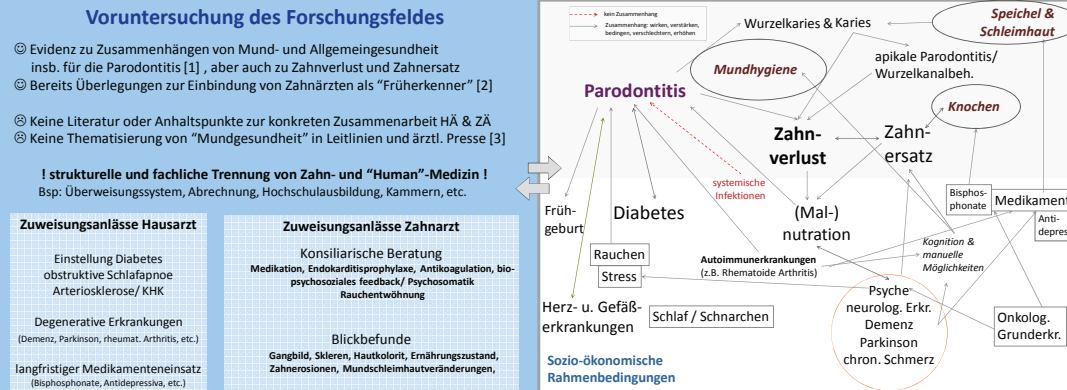 Voruntersuchung des Forschungsfeldes
☺ Evidenz zu Zusammenhängen von Mund- und Allgemeingesundheit
insb. für die Parodontitis [1] , aber auch zu Zahnverlust und Zahnersatz
☺ Bereits Überlegungen zur Einbindung von Zahnärzten als "Früherkenner" [2]
☹ Keine Literatur oder Anhaltspunkte zur konkreten Zusammenarbeit HÄ & ZÄ
☹ Keine Thematisierung von "Mundgesundheit" in Leitlinien und ärztl. Presse [3]
! strukturelle und fachliche Trennung von Zahn- und "Human"-Medizin !
Bsp: Überweisungssystem, Abrechnung, Hochschulausbildung, Kammern, etc.
Zuweisungsanlässe Hausarzt
Einstellung Diabetes
obstruktive Schlafapnoe
Arteriosklerose/ KHK
Degenerative Erkrankungen
(Demenz, Parkinson, rheumat. Arthritis, etc.)
langfristiger Medikamenteneinsatz
(Bisphosphonate, Antidepressiva, etc.)
Zuweisungsanlässe Zahnarzt
Konsiliarische Beratung
Medikation, Endokarditisprophylaxe, Antikoagulation, bio-
psychosoziales feedback/ Psychosomatik
Rauchentwöhnung
Blickbefunde
Gangbild, Skleren, Hautkolorit, Ernährungszustand,
Zahnerosionen, Mundschleimhautveränderungen,
kein Zusammenhang
Zusammenhang: wirken, verstärken,
bedingen, verschlechtern, erhöhen
Wurzelkaries & Karies
Speichel &
Schleimhaut
Mundhygiene
apikale Parodontitis/
Wurzelkanalbeh.
Parodontitis
Knochen
Zahn-
verlust
Zahn-
ersatz
systemische
Infektionen
Bisphos-
phonate
Medikament
Anti-
depres
Früh-
geburt
Diabetes
(Mal-)
nutration
Kognition &
manuelle
Möglichkeiten
Rauchen
Stress
Autoimmunerkrankungen
(z.B. Rhematoide Arthritis)
Herz- u. Gefäß-
erkrankungen
Schlaf / Schnarchen
Psyche
neurolog. Erkr.
Demenz
Parkinson
chron. Schmerz
Onkolog.
Grunderkr.
Sozio-ökonomische
Rahmenbedingungen